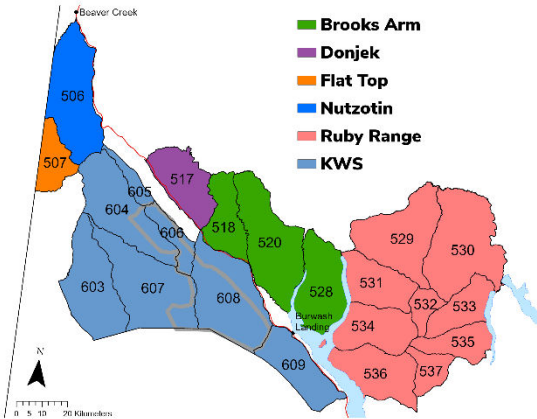 Beaver Creek
Brooks Arm
Donjek
Flat Top
Nutzotin
Ruby Range
KWS
506
507
517
518
520
528
529
530
531
532
533
534
535
536
537
603
604
605
606
607
608
609
Burwash
Landing
N
0 5 10 20 Kilometers